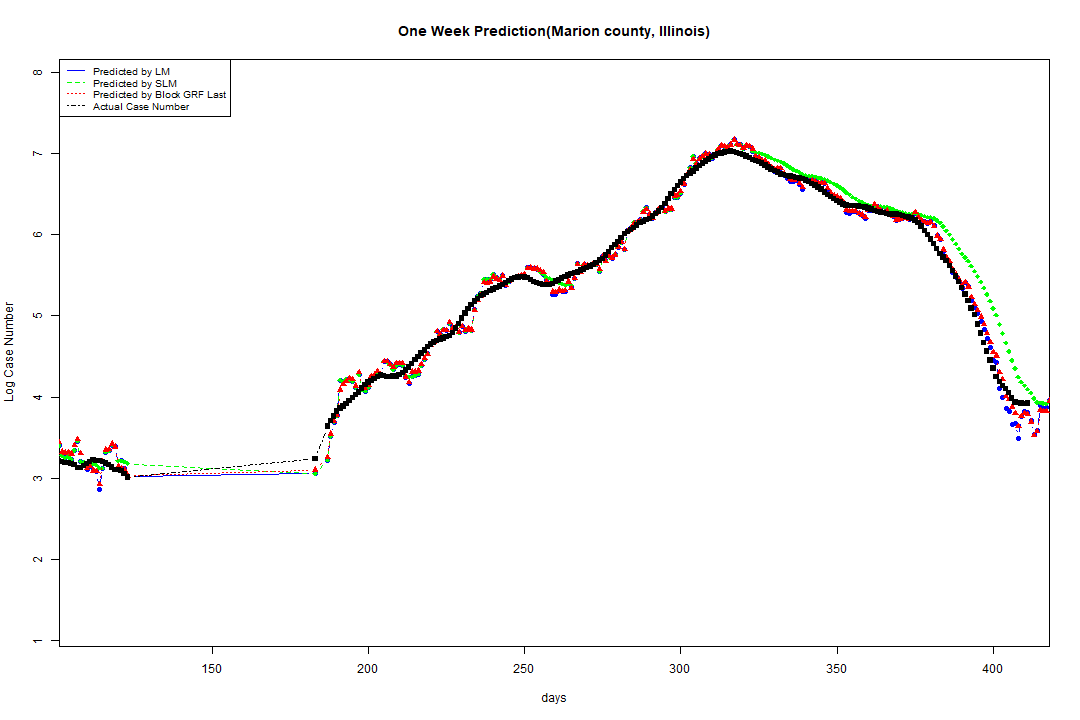 One Week Prediction(Marion county, Illinois)
Predicted by LM
Predicted by SLM
Predicted by Block GRF Last
Actual Case Number
8
7
6
5
4
3
2
1
Log Case Number
150 200 250 300 350 400
days